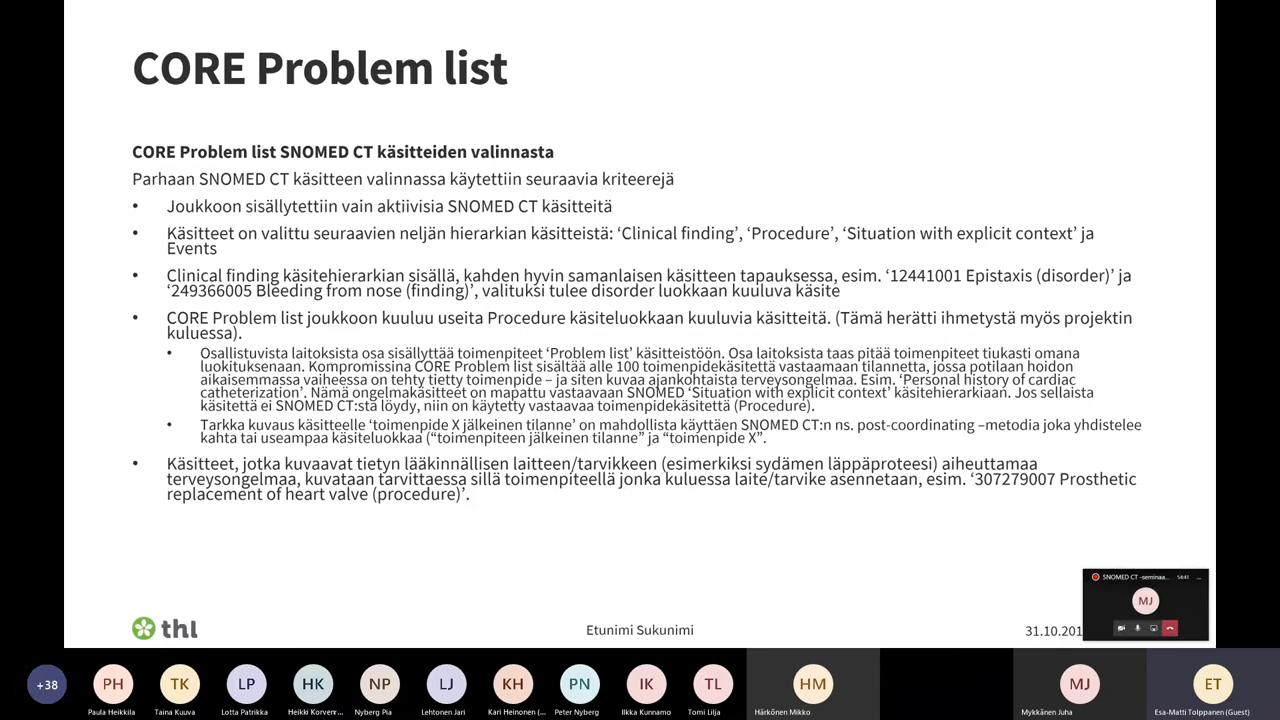 CORE Problem list
CORE Problem list SNOMED CT käsitteiden valinnasta
Parhaan SNOMED CT käsitteen valinnassa käytettiin seuraavia kriteerejä
• Joukkoon sisällytettiin vain aktiivisia SNOMED CT käsitteitä
• Käsitteet on valittu seuraavien neljän hierarkian käsitteistä: ‘Clinical finding’, ‘Procedure’, ‘Situation with explicit context’ ja
Events
• Clinical finding käsitehierarkian sisällä, kahden hyvin samanlaisen käsitteen tapauksessa, esim. ‘12441001 Epistaxis (disorder)’ ja
‘249366005 Bleeding from nose (finding)’, valituksi tulee disorder luokkaan kuuluva käsite
• CORE Problem list joukkoon kuuluu useita Procedure käsiteluokkaan kuuluvia käsitteitä. (Tämä herätti ihmetystä myös projektin
kuluessa).
• Osallistuvista laitoksista osa sisällyttää toimenpiteet ‘Problem list’ käsitteistöön. Osa laitoksista taas pitää toimenpiteet tiukasti omana
luokituksenaan. Kompromissina CORE Problem list sisältää alle 100 toimenpidekäsitettä vastaamaan tilannetta, jossa potilaan hoidon
aikaisemmassa vaiheessa on tehty tietty toimenpide – ja siten kuvaa ajankohtaista terveysongelmaa. Esim. ‘Personal history of cardiac
catheterization’. Nämä ongelmakäsitteet on mapattu vastaavaan SNOMED ‘Situation with explicit context’ käsitehierarkiaan. Jos sellaista
käsitettä ei SNOMED CT:stä löydy, niin on käytetty vastaavaa toimenpidekäsitettä (Procedure).
• Tarkka kuvaus käsitteelle ‘toimenpide X jälkeinen tilanne’ on mahdollista käyttäen SNOMED CT:n ns. post-coordinating –metodia joka yhdistelee
kahta tai useampaa käsiteluokkaa (“toimenpiteen jälkeinen tilanne” ja “toimenpide X”.
• Käsitteet, jotka kuvaavat tietyn lääkinnällisen laitteen/tarvikkeen (esimerkiksi sydämen läppäproteesi) aiheuttamaa
terveysongelmaa, kuvataan tarvittaessa sillä toimenpiteellä jonka kuluessa laite/tarvike asennetaan, esim. ‘307279007 Prosthetic
replacement of heart valve (procedure)’.
SNOMED CT -seminaa... 54:41 ...
MJ
thl
Etunimi Sukunimi
31.10.201
+38 PH TK LP HK NP LJ KH PN IK TL HM MJ ET
Paula Heikkila Taina Kuuva Lotta Patrikka Heikki Korvenr... Nyberg Pia Lehtonen Jari Kari Heinonen (... Peter Nyberg Ilkka Kunnamo Tomi Lilja Härkönen Mikko Mykkänen Juha Esa-Matti Tolppanen (Guest)